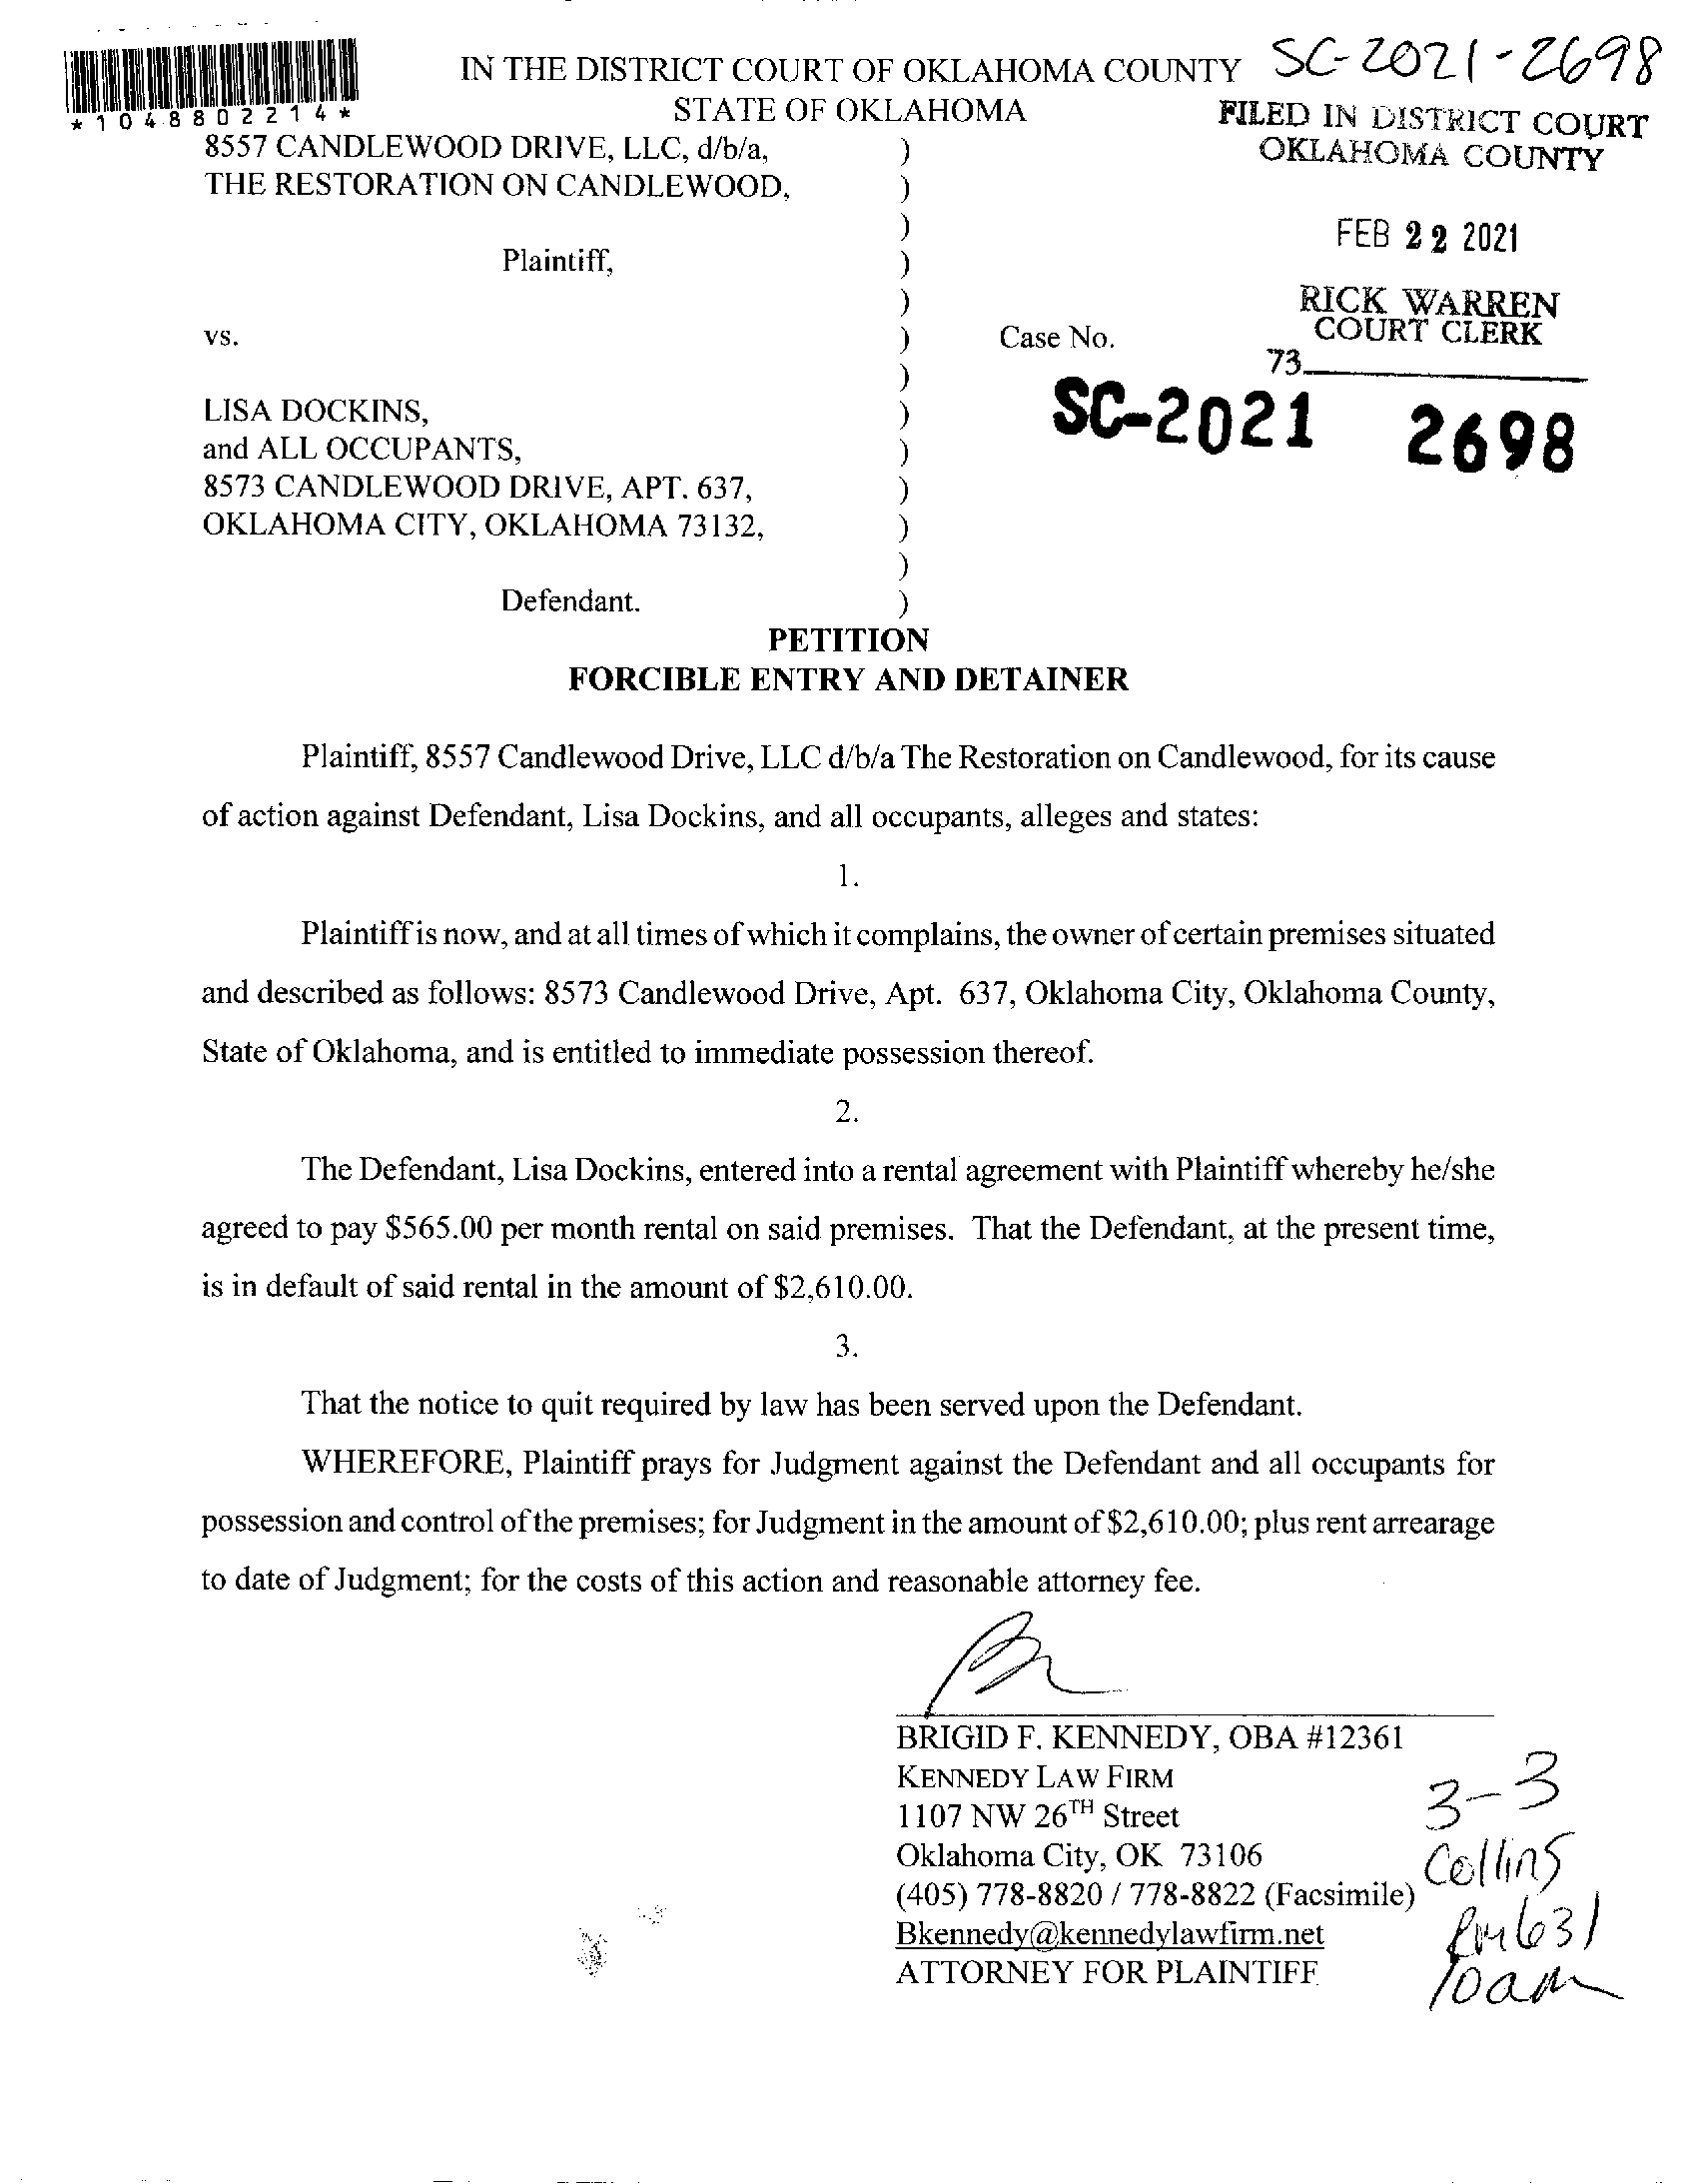 IN THE DISTRICT COURT OF OKLAHOMA COUNTY
STATE OF OKLAHOMA
SC-2021-2698
FILED IN DISTRICT COURT
OKLAHOMA COUNTY
FEB 22 2021
RICK WARREN
COURT CLERK
73
*1048802214*
8557 CANDLEWOOD DRIVE, LLC, d/b/a, )
THE RESTORATION ON CANDLEWOOD, )
)
Plaintiff, )
)
vs. ) Case No.
)
SC-2021 2698
LISA DOCKINS, )
and ALL OCCUPANTS, )
8573 CANDLEWOOD DRIVE, APT. 637, )
OKLAHOMA CITY, OKLAHOMA 73132, )
)
Defendant. )
PETITION
FORCIBLE ENTRY AND DETAINER
Plaintiff, 8557 Candlewood Drive, LLC d/b/a The Restoration on Candlewood, for its cause
of action against Defendant, Lisa Dockins, and all occupants, alleges and states:
1.
Plaintiff is now, and at all times of which it complains, the owner of certain premises situated
and described as follows: 8573 Candlewood Drive, Apt. 637, Oklahoma City, Oklahoma County,
State of Oklahoma, and is entitled to immediate possession thereof.
2.
The Defendant, Lisa Dockins, entered into a rental agreement with Plaintiff whereby he/she
agreed to pay $565.00 per month rental on said premises. That the Defendant, at the present time,
is in default of said rental in the amount of $2,610.00.
3.
That the notice to quit required by law has been served upon the Defendant.
WHEREFORE, Plaintiff prays for Judgment against the Defendant and all occupants for
possession and control of the premises; for Judgment in the amount of $2,610.00; plus rent arrearage
to date of Judgment; for the costs of this action and reasonable attorney fee.
BRIGID F. KENNEDY, OBA #12361
KENNEDY LAW FIRM
1107 NW 26TH Street
Oklahoma City, OK 73106
(405) 778-8820 / 778-8822 (Facsimile)
Bkennedy@kennedylawfirm.net
ATTORNEY FOR PLAINTIFF
3-3
Collins
Rm 631
10am